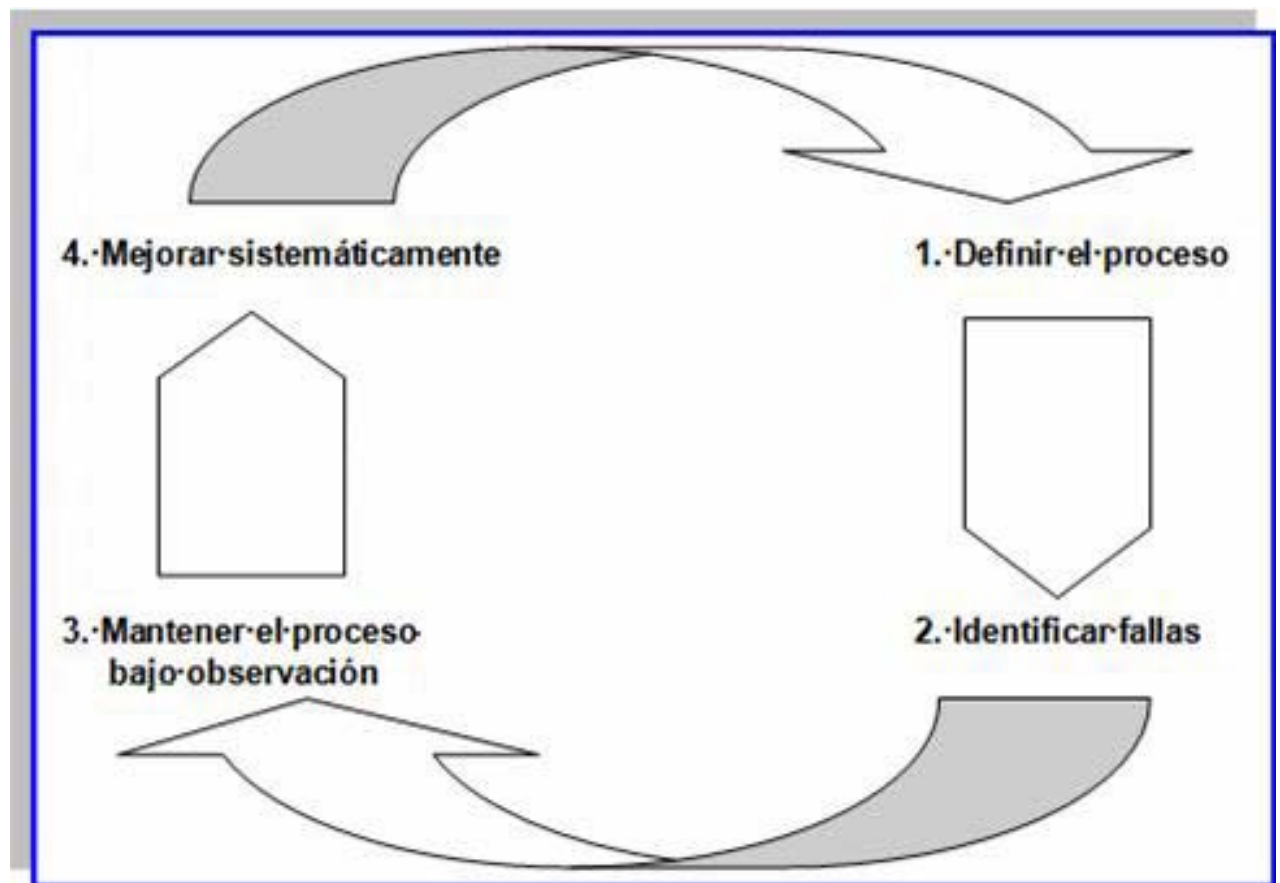 4.·Mejorar·sistemáticamente
1.·Definir·el·proceso
3.·Mantener·el·proceso·
bajo·observación
2.·Identificar·fallas